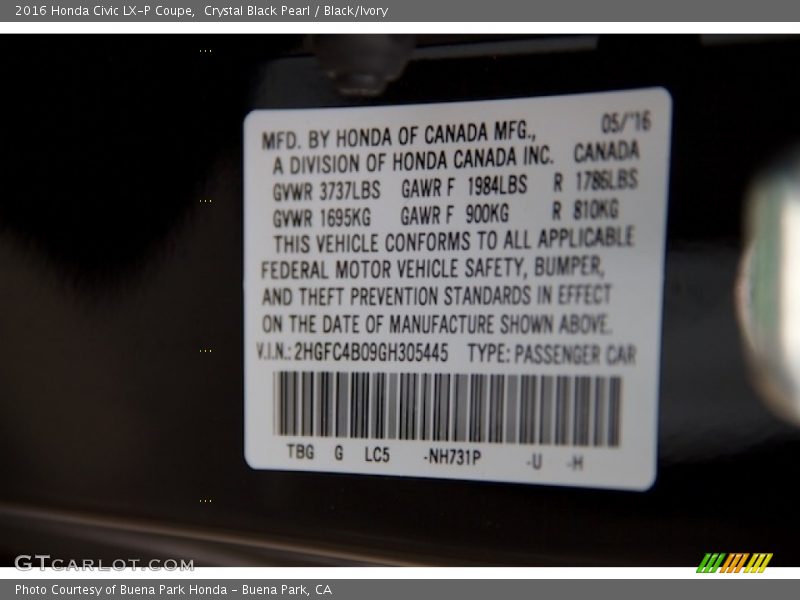 2016 Honda Civic LX-P Coupe,  Crystal Black Pearl / Black/Ivory
05/'16
MFD. BY HONDA OF CANADA MFG.,
A DIVISION OF HONDA CANADA INC. CANADA
GVWR 3737LBS GAWR F 1984LBS R 1786LBS
GVWR 1695KG GAWR F 900KG R 810KG
THIS VEHICLE CONFORMS TO ALL APPLICABLE
FEDERAL MOTOR VEHICLE SAFETY, BUMPER,
AND THEFT PREVENTION STANDARDS IN EFFECT
ON THE DATE OF MANUFACTURE SHOWN ABOVE.
V.I.N.: 2HGFC4B09GH305445 TYPE: PASSENGER CAR
TBG G LC5 -NH731P -U -H
GTCARLOT.COM
Photo Courtesy of Buena Park Honda - Buena Park, CA